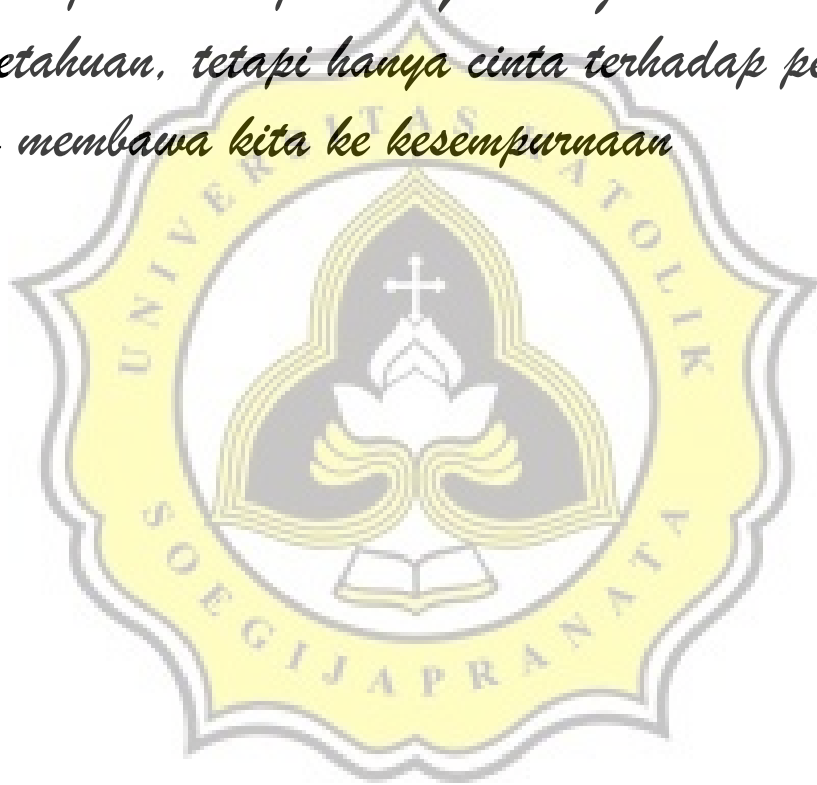 etahuan, tetapi hanya cinta terhadap pe
membawa kita ke kesempurnaan
UNIVERSITAS KATOLIK
SOEGIJAPRANATA